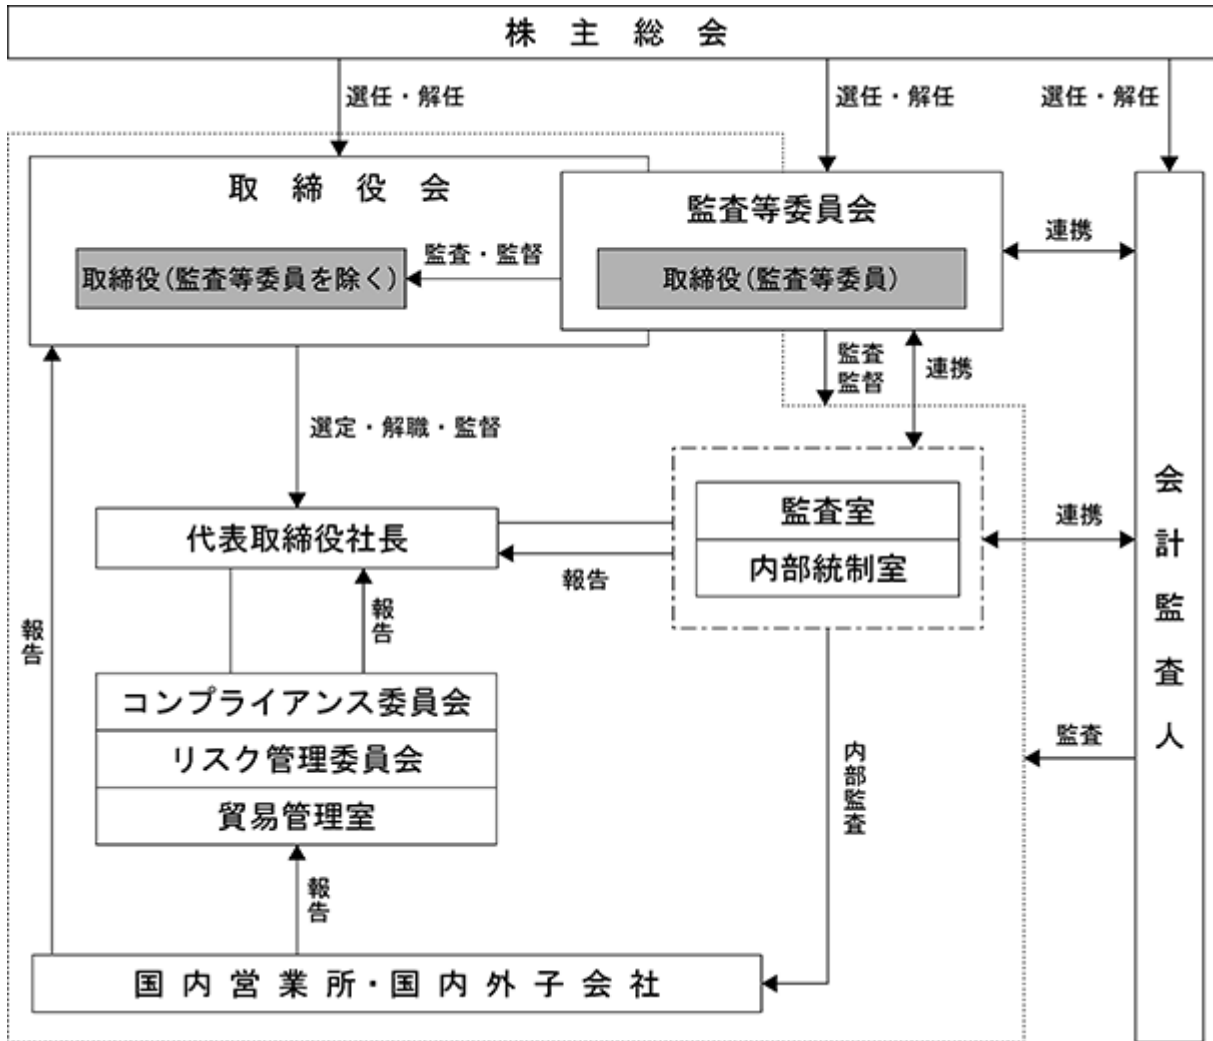 株主総会
選任・解任
選任・解任
選任・解任
取締役会
監査等委員会
連携
監査・監督
取締役(監査等委員を除く)
取締役(監査等委員)
監査
監督
連携
選定・解職・監督
監査室
連携
代表取締役社長
内部統制室
報告
報告
報告
会計監査人
コンプライアンス委員会
リスク管理委員会
貿易管理室
監査
内部監査
報告
国内営業所・国内外子会社